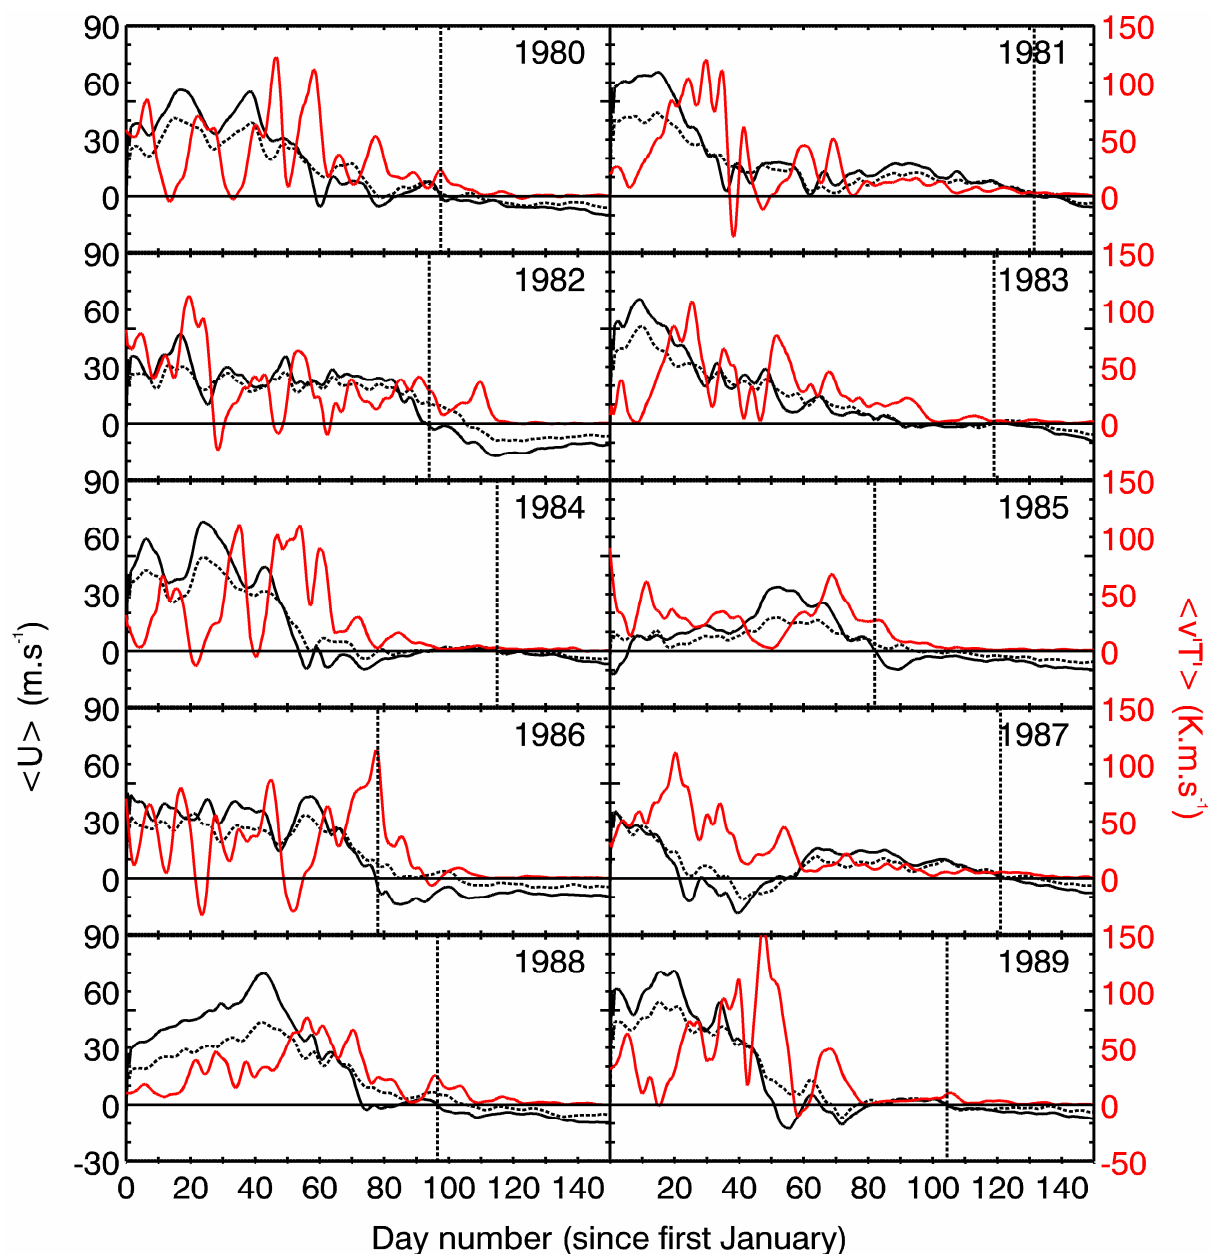 90 1980 1981 150
60 100
30 50
0 0
90 1982 1983 150
60 100
30 50
0 0
90 1984 1985
60 100
30 50
0 0
90 1986 1987 150
60 100
30 50
0 0
90 1988 1989 150
60 100
30 50
0 0
-30 -50
0 20 40 60 80 100 120 140 20 40 60 80 100 120 140
Day number (since first January)
<U> (m.s⁻¹)
<v'T'> (K.m.s⁻¹)